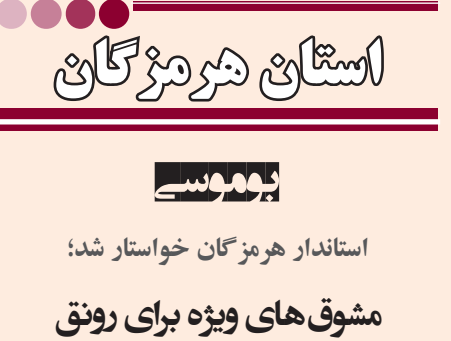 استان هرمزگان
بوموسی
استاندار هرمزگان خواستار شد؛
مشوق‌های ویژه برای رونق